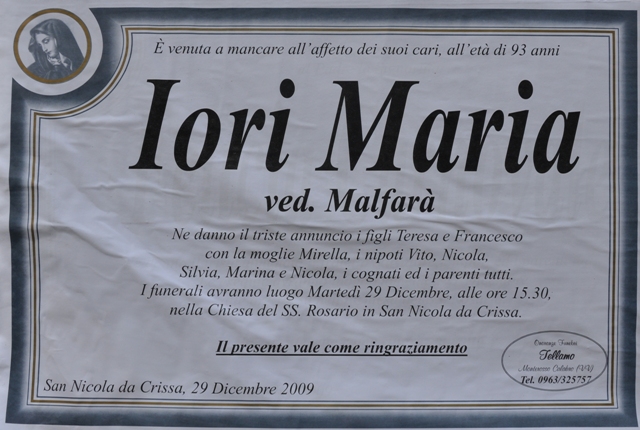 È venuta a mancare all'affetto dei suoi cari, all'età di 93 anni
Iori Maria
ved. Malfarà
Ne danno il triste annuncio i figli Teresa e Francesco
con la moglie Mirella, i nipoti Vito, Nicola,
Silvia, Marina e Nicola, i cognati ed i parenti tutti.
I funerali avranno luogo Martedì 29 Dicembre, alle ore 15.30,
nella Chiesa del SS. Rosario in San Nicola da Crissa.
Il presente vale come ringraziamento
San Nicola da Crissa, 29 Dicembre 2009
Onoranze Funebri
Tellamo
(VV)
Tel. 0963/325757